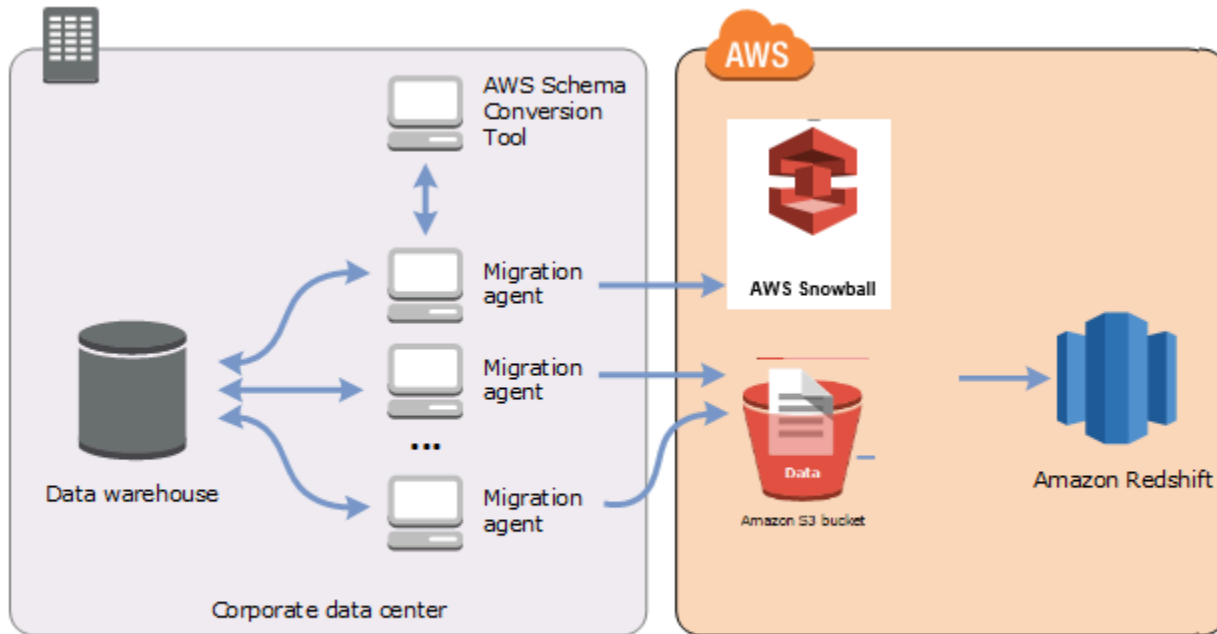 AWS
AWS Schema
Conversion
Tool
Migration
agent
AWS Snowball
Migration
agent
...
Data warehouse
Migration
agent
Data
Amazon S3 bucket
Amazon Redshift
Corporate data center